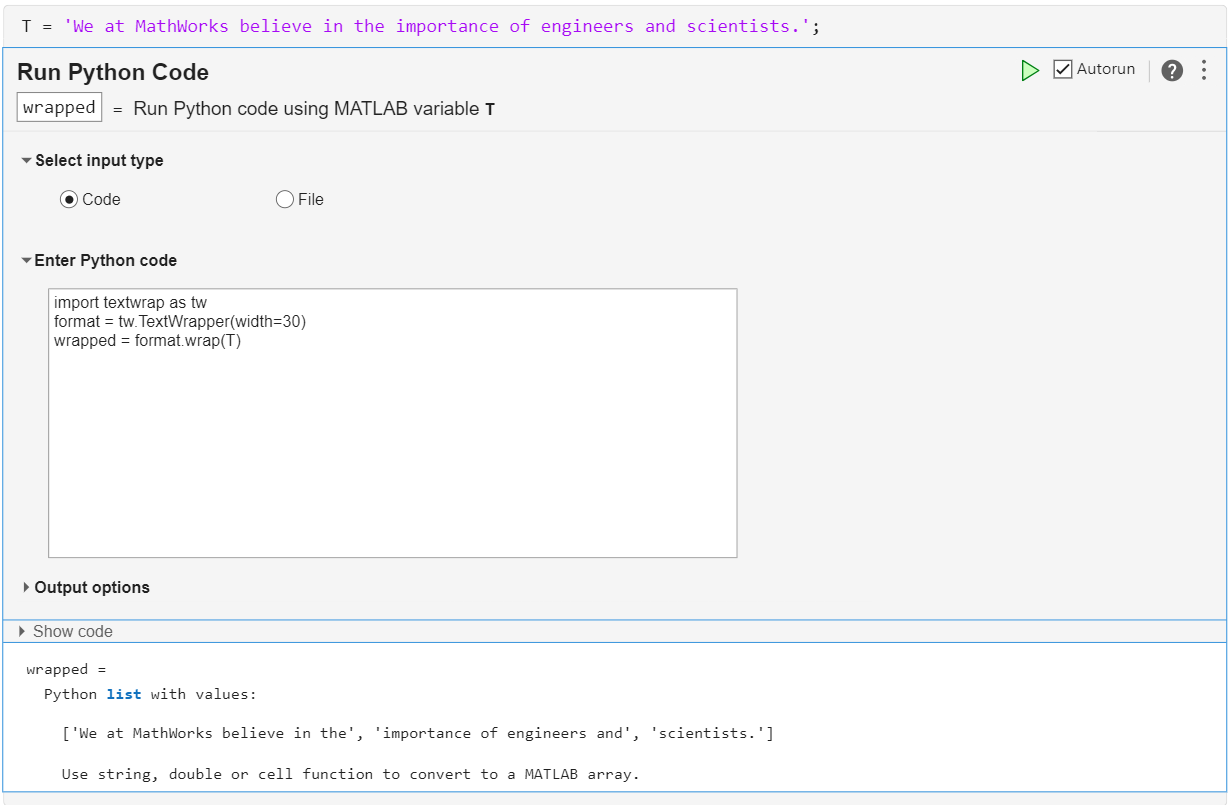 T = 'We at MathWorks believe in the importance of engineers and scientists.';
Run Python Code
Autorun
?
wrapped = Run Python code using MATLAB variable T
Select input type
Code File
Enter Python code
import textwrap as tw
format = tw.TextWrapper(width=30)
wrapped = format.wrap(T)
Output options
Show code
wrapped =
Python list with values:
['We at MathWorks believe in the', 'importance of engineers and', 'scientists.']
Use string, double or cell function to convert to a MATLAB array.